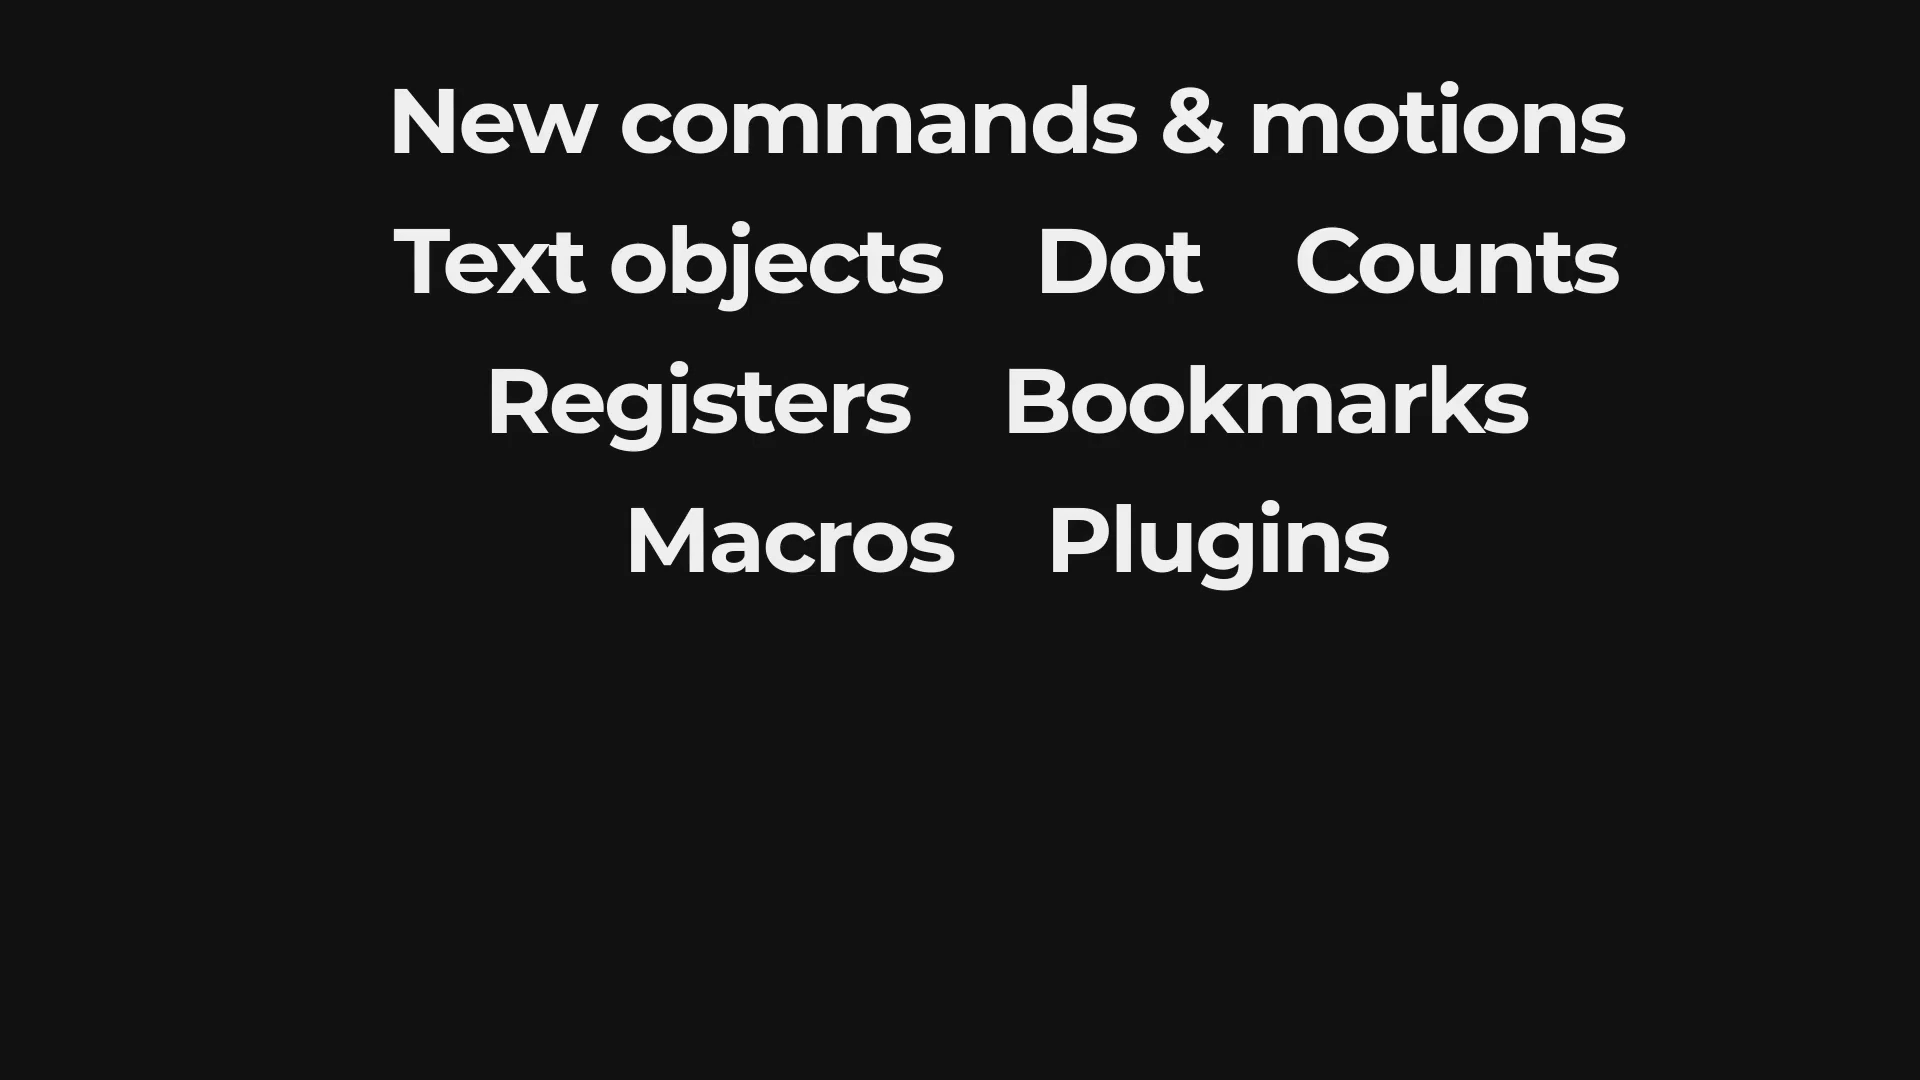 New commands & motions
Text objects Dot Counts
Registers Bookmarks
Macros Plugins